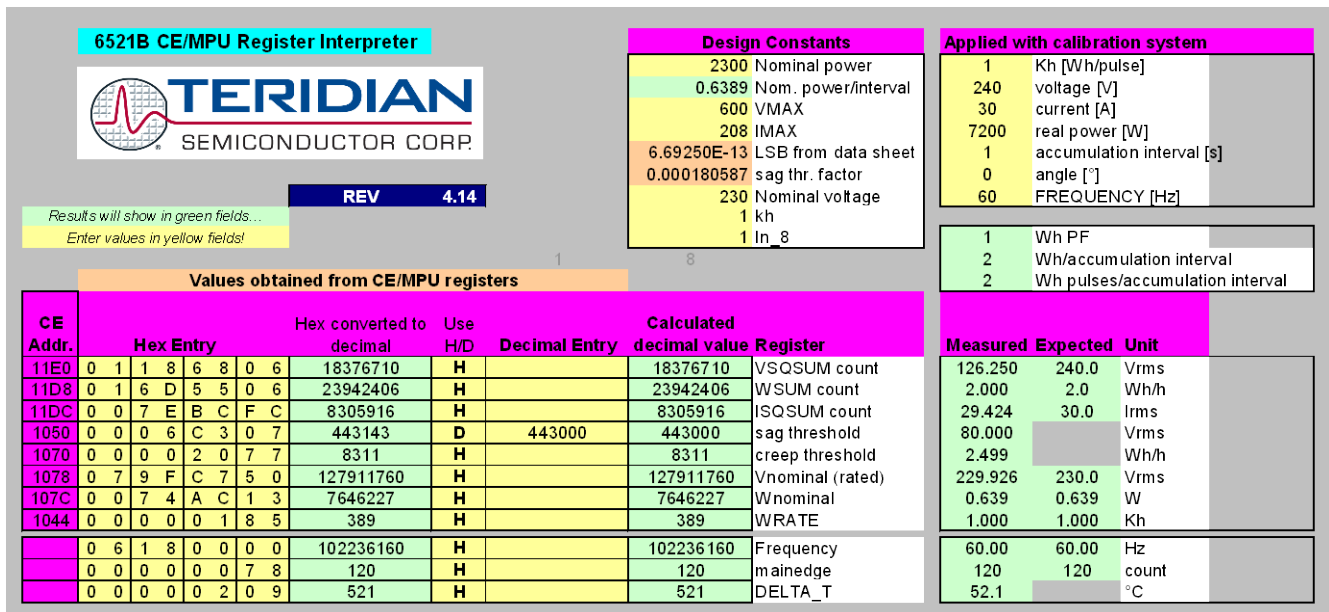 6521B CE/MPU Register Interpreter
TERIDIAN
SEMICONDUCTOR CORP.
REV 4.14
Results will show in green fields...
Enter values in yellow fields!
Design Constants
2300 Nominal power
0.6389 Nom. power/interval
600 VMAX
208 IMAX
6.69250E-13 LSB from data sheet
0.000180587 sag thr. factor
230 Nominal voltage
1 kh
1 In_8
Applied with calibration system
1 Kh [Wh/pulse]
240 voltage [V]
30 current [A]
7200 real power [W]
1 accumulation interval [s]
0 angle [°]
60 FREQUENCY [Hz]
1 Wh PF
2 Wh/accumulation interval
2 Wh pulses/accumulation interval
1 8
Values obtained from CE/MPU registers
CE Addr. Hex Entry Hex converted to decimal Use H/D Decimal Entry Calculated decimal value Register Measured Expected Unit
11E0 0 1 1 8 6 8 0 6 18376710 H 18376710 VSQSUM count 126.250 240.0 Vrms
11D8 0 1 6 D 5 5 0 6 23942406 H 23942406 WSUM count 2.000 2.0 Wh/h
11DC 0 0 7 E B C F C 8305916 H 8305916 ISQSUM count 29.424 30.0 Irms
1050 0 0 0 6 C 3 0 7 443143 D 443000 443000 sag threshold 80.000 Vrms
1070 0 0 0 0 2 0 7 7 8311 H 8311 creep threshold 2.499 Wh/h
1078 0 7 9 F C 7 5 0 127911760 H 127911760 Vnominal (rated) 229.926 230.0 Vrms
107C 0 0 7 4 A C 1 3 7646227 H 7646227 Wnominal 0.639 0.639 W
1044 0 0 0 0 0 1 8 5 389 H 389 WRATE 1.000 1.000 Kh
0 6 1 8 0 0 0 0 102236160 H 102236160 Frequency 60.00 60.00 Hz
0 0 0 0 0 0 7 8 120 H 120 mainedge 120 120 count
0 0 0 0 0 2 0 9 521 H 521 DELTA_T 52.1 °C